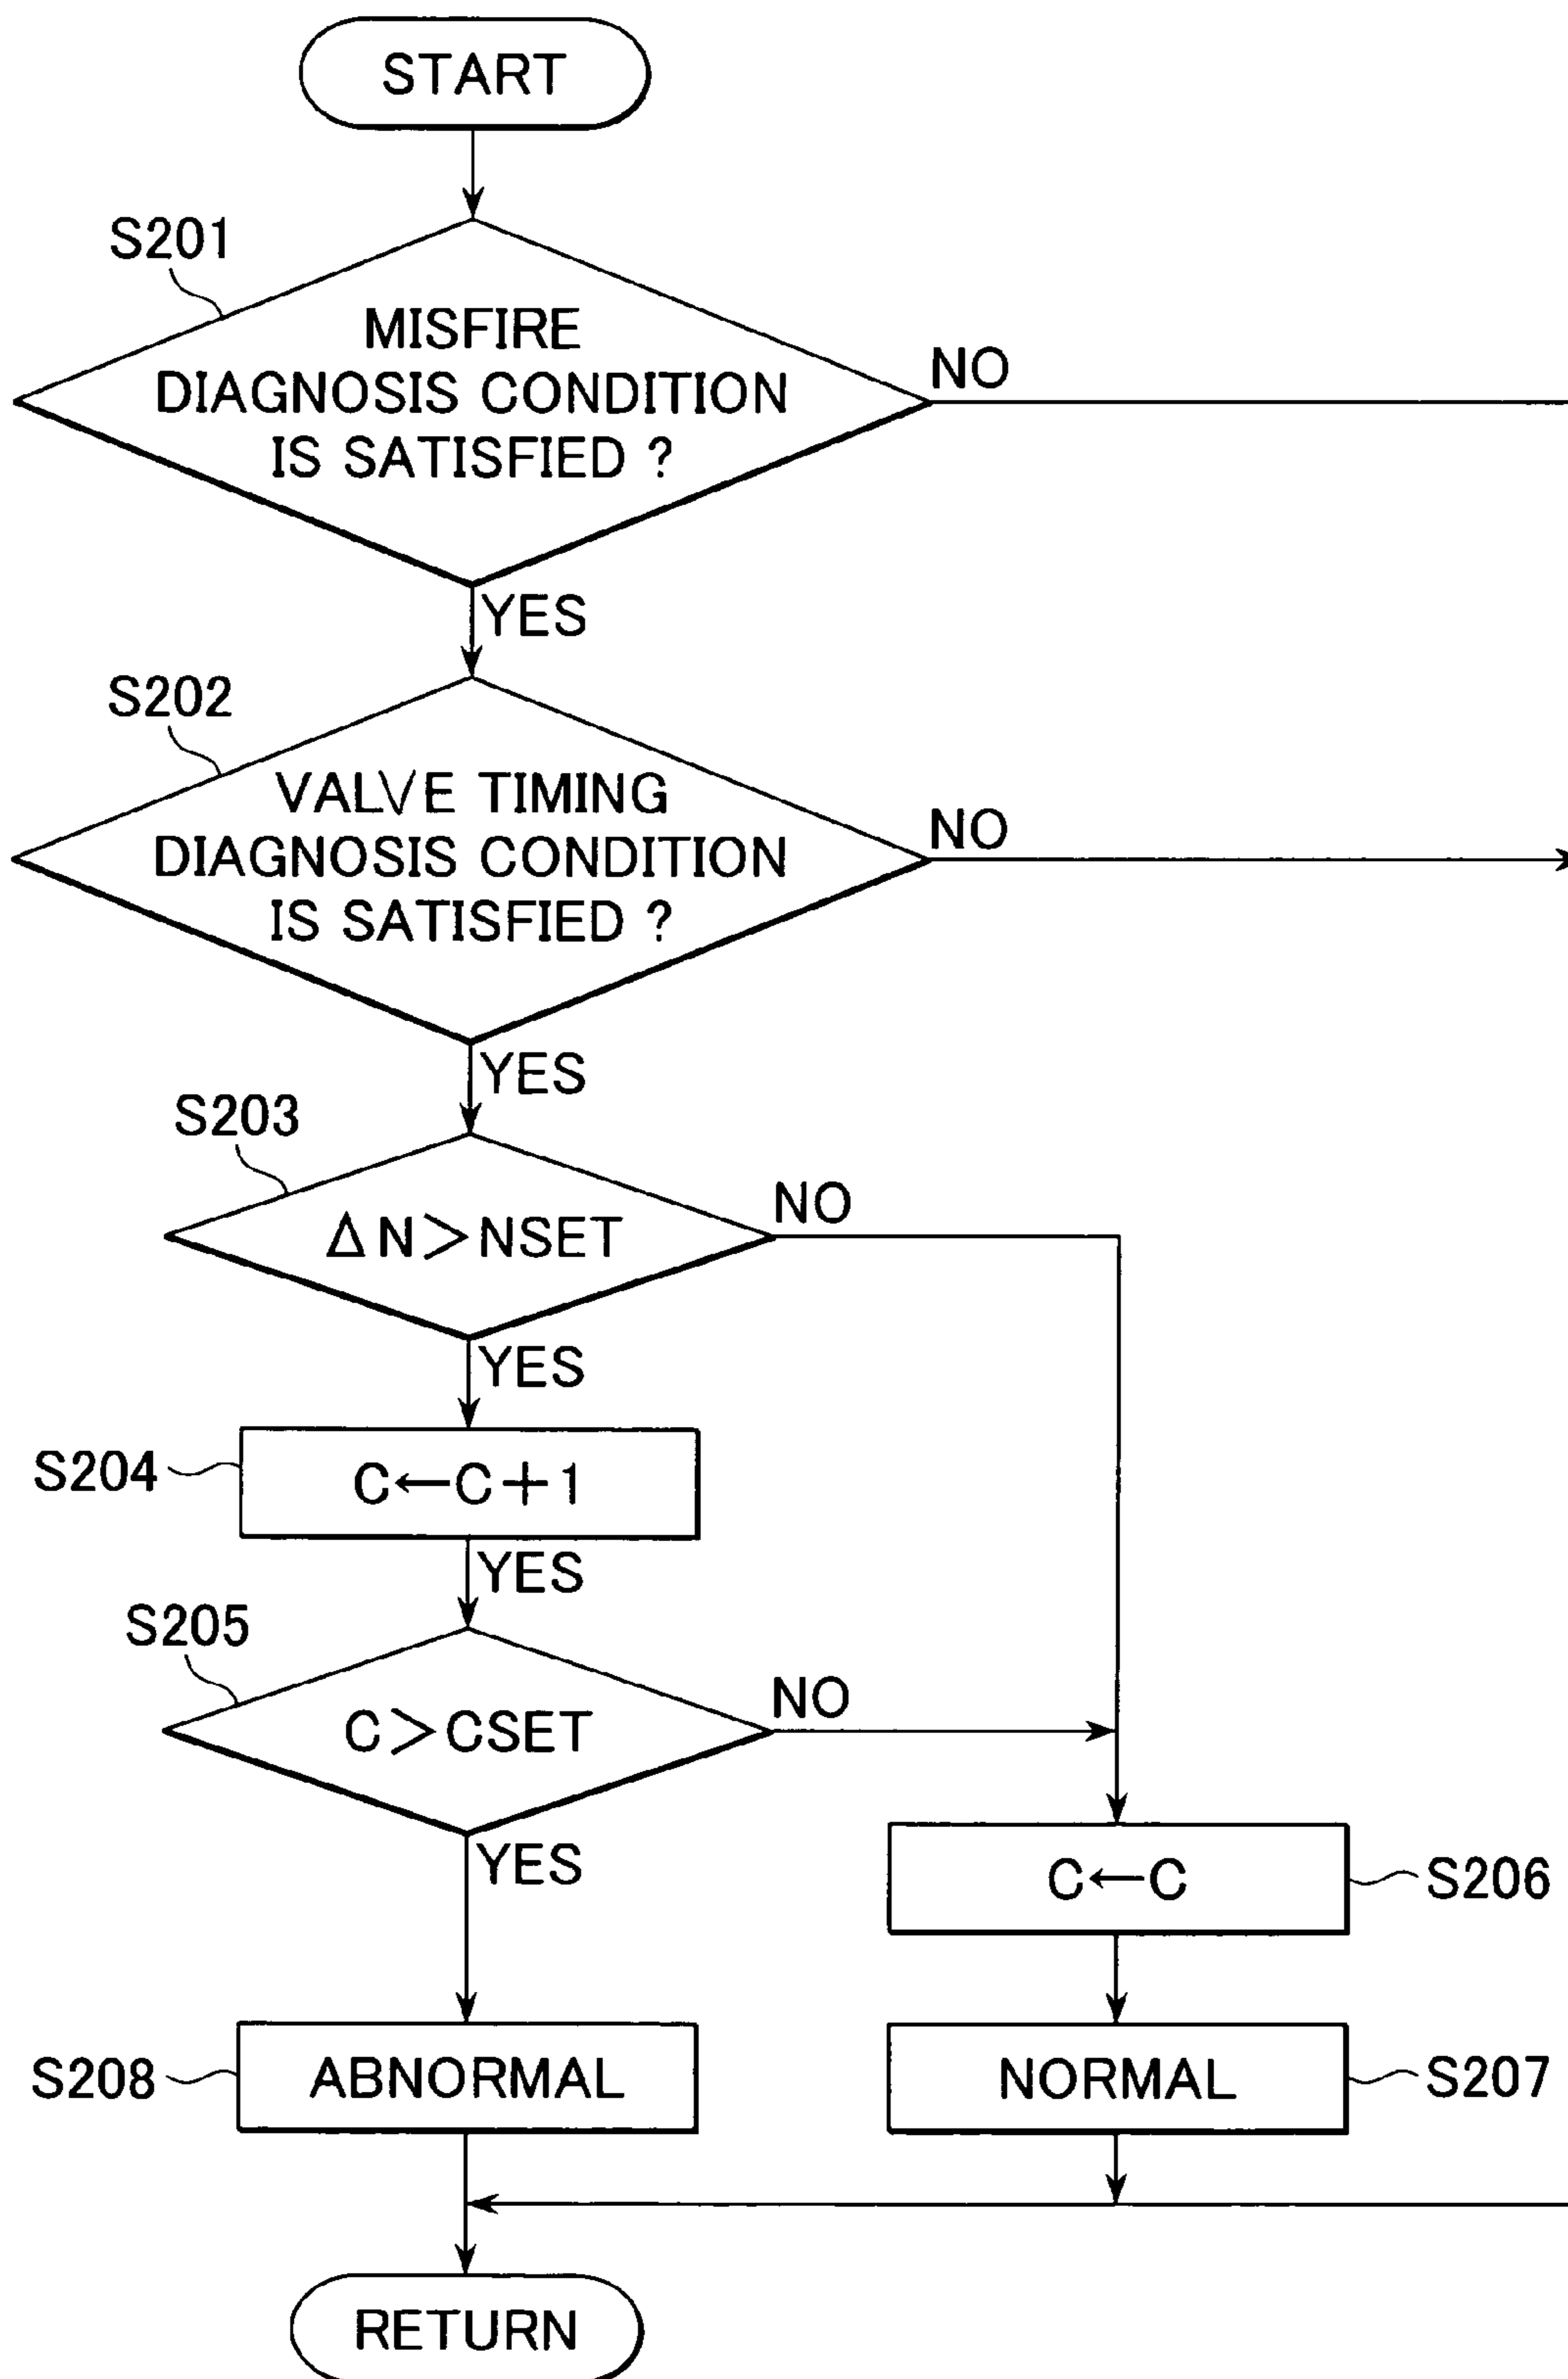 START
S201
MISFIRE
DIAGNOSIS CONDITION
IS SATISFIED ?
NO
YES
S202
VALVE TIMING
DIAGNOSIS CONDITION
IS SATISFIED ?
NO
YES
S203
ΔN>NSET
NO
YES
S204
C←C+1
YES
S205
C>CSET
NO
YES
C←C
S206
S208
ABNORMAL
NORMAL
S207
RETURN